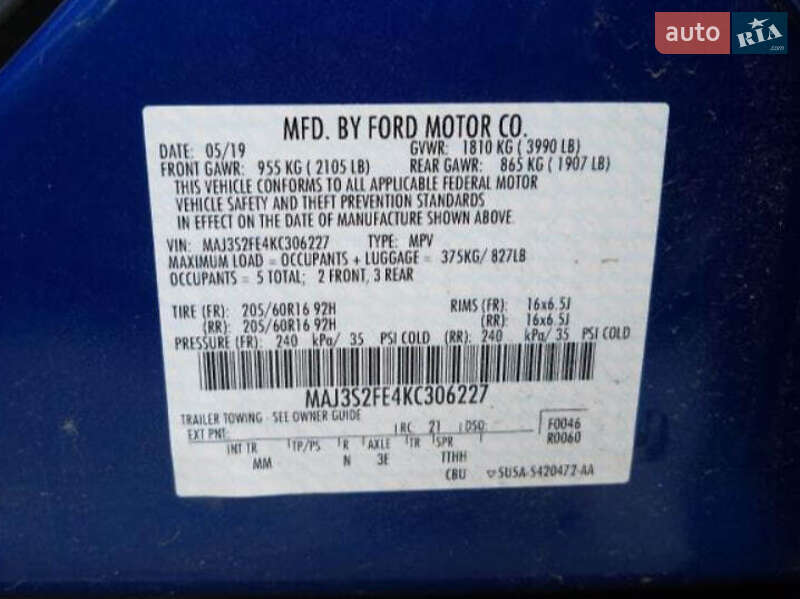 auto RIA.com
MFD. BY FORD MOTOR CO.
DATE: 05/19 GVWR: 1810 KG ( 3990 LB)
FRONT GAWR: 955 KG ( 2105 LB) REAR GAWR: 865 KG ( 1907 LB)
THIS VEHICLE CONFORMS TO ALL APPLICABLE FEDERAL MOTOR
VEHICLE SAFETY AND THEFT PREVENTION STANDARDS
IN EFFECT ON THE DATE OF MANUFACTURE SHOWN ABOVE.
VIN: MAJ3S2FE4KC306227 TYPE: MPV
MAXIMUM LOAD = OCCUPANTS + LUGGAGE = 375KG/ 827LB
OCCUPANTS = 5 TOTAL; 2 FRONT, 3 REAR
TIRE (FR): 205/60R16 92H RIMS (FR): 16x6.5J
(RR): 205/60R16 92H (RR): 16x6.5J
PRESSURE (FR): 240 kPa/ 35 PSI COLD (RR): 240 kPa/ 35 PSI COLD
MAJ3S2FE4KC306227
TRAILER TOWING - SEE OWNER GUIDE
EXT PNT: RC: 21 DSO: F0046
R0060
INT TR TP/PS R AXLE TR SPR
MM N 3E TTHH
CBU ▽SU5A-S420472-AA